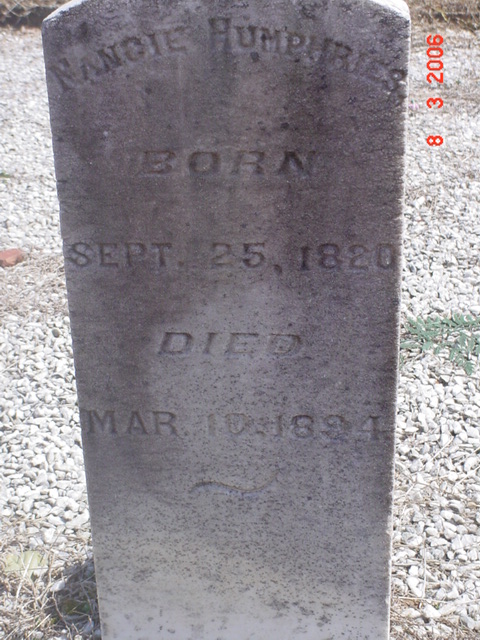 NANCIE HUMPHRIES
BORN
SEPT. 25, 1820
DIED
MAR. 10. 1894
8 3 2006